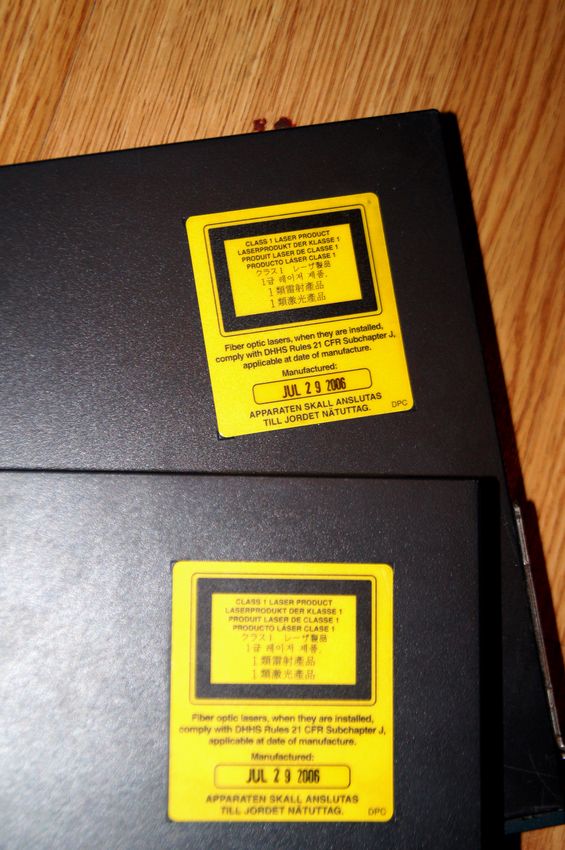 CLASS 1 LASER PRODUCT
LASERPRODUKT DER KLASSE 1
PRODUIT LASER DE CLASSE 1
PRODUCTO LÁSER CLASE 1
クラス1 レーザ製品
1급 레이저 제품.
1類雷射產品
1類激光產品
Fiber optic lasers, when they are installed,
comply with DHHS Rules 21 CFR Subchapter J,
applicable at date of manufacture.
Manufactured:
JUL 29 2006
APPARATEN SKALL ANSLUTAS
TILL JORDET NÄTUTTAG.
DPC
CLASS 1 LASER PRODUCT
LASERPRODUKT DER KLASSE 1
PRODUIT LASER DE CLASSE 1
PRODUCTO LÁSER CLASE 1
クラス1 レーザ製品
1급 레이저 제품.
1類雷射產品
1類激光產品
Fiber optic lasers, when they are installed,
comply with DHHS Rules 21 CFR Subchapter J,
applicable at date of manufacture.
Manufactured:
JUL 29 2006
APPARATEN SKALL ANSLUTAS
TILL JORDET NÄTUTTAG.
DPC